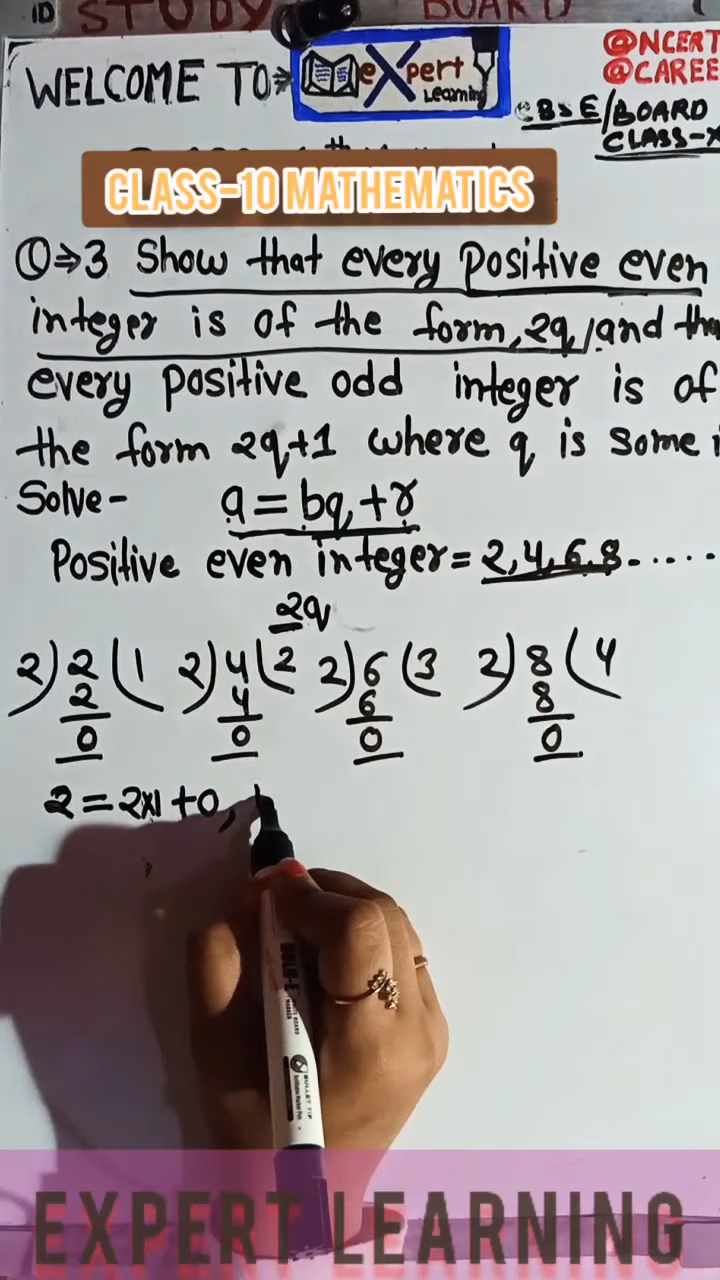 ID STUDY BOARD
WELCOME TO⇒ eXpert Learning
@NCERT
@CAREE
CBSE/BOARD
CLASS-X
CLASS-10 MATHEMATICS
Q⇒3 Show that every Positive even
integer is of the form, 2q, and tha
every positive odd integer is of
the form 2q+1 where q is some i
Solve- a = bq + r
Positive even integer = 2, 4, 6, 8.......
2q
2)2(1 2)4(2 2)6(3 2)8(4
2 4 6 8
0 0 0 0
2 = 2x1 + 0,
EXPERT LEARNING